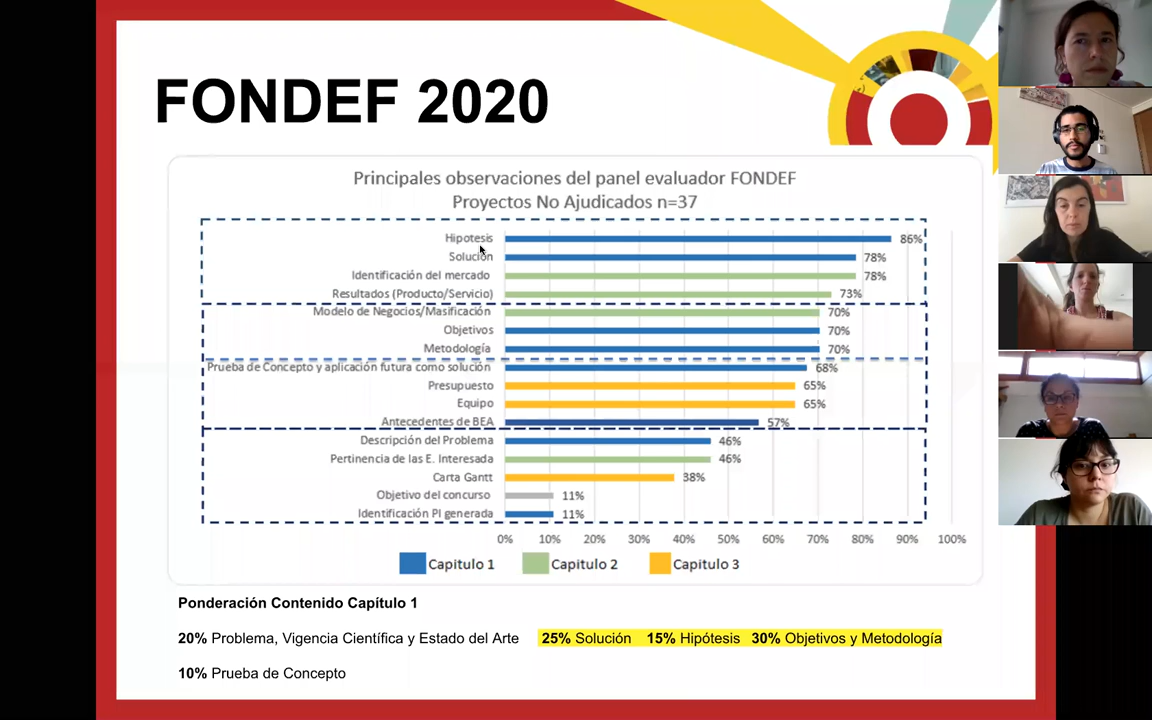 FONDEF 2020
Principales observaciones del panel evaluador FONDEF
Proyectos No Ajudicados n=37
Hipotesis 86%
Solución 78%
Identificación del mercado 78%
Resultados (Producto/Servicio) 73%
Modelo de Negocios/Masificación 70%
Objetivos 70%
Metodología 70%
Prueba de Concepto y aplicación futura como solución 68%
Presupuesto 65%
Equipo 65%
Antecedentes de BEA 57%
Descripción del Problema 46%
Pertinencia de las E. Interesada 46%
Carta Gantt 38%
Objetivo del concurso 11%
Identificación PI generada 11%
0% 10% 20% 30% 40% 50% 60% 70% 80% 90% 100%
Capitulo 1 Capitulo 2 Capitulo 3
Ponderación Contenido Capítulo 1
20% Problema, Vigencia Científica y Estado del Arte 25% Solución 15% Hipótesis 30% Objetivos y Metodología
10% Prueba de Concepto